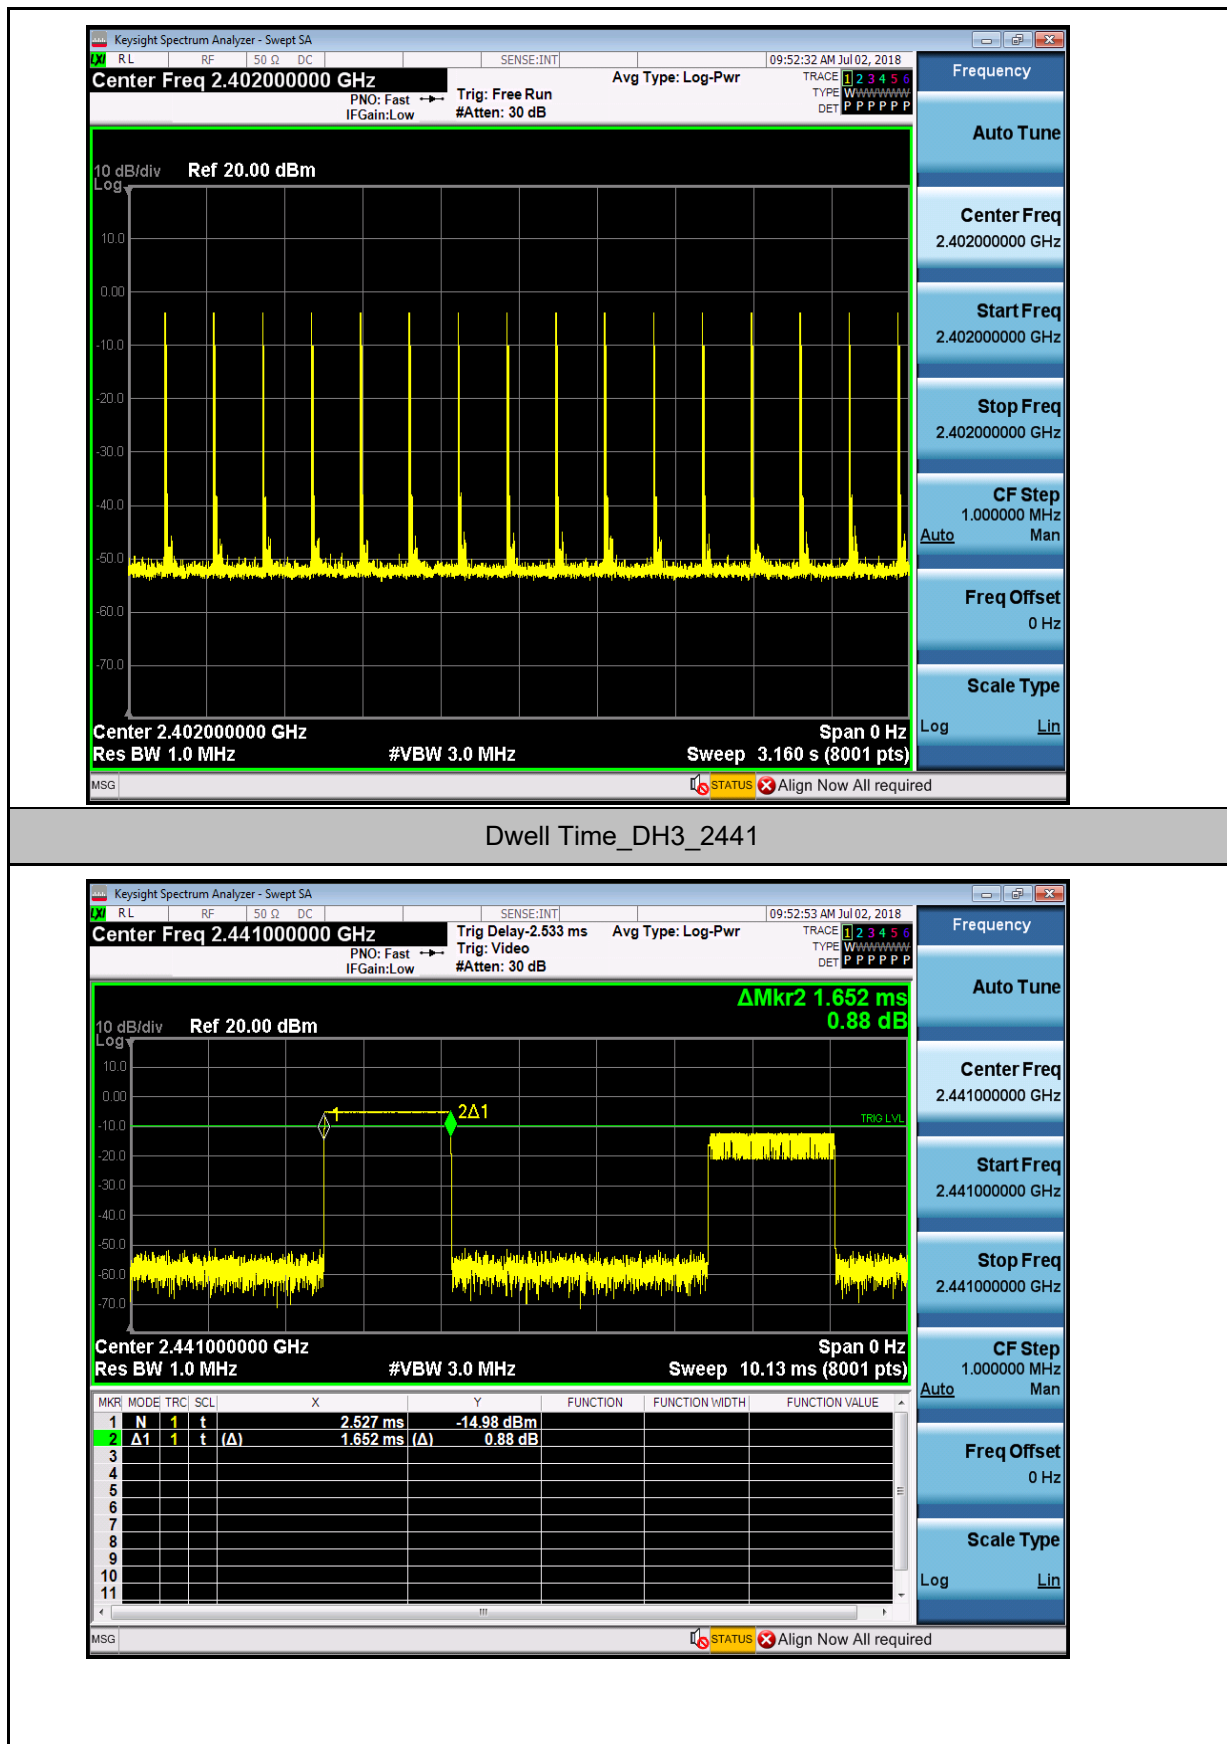 Keysight Spectrum Analyzer - Swept SA
LXI RL RF 50 Ω DC SENSE:INT 09:52:32 AM Jul 02, 2018
Center Freq 2.402000000 GHz Avg Type: Log-Pwr TRACE 1 2 3 4 5 6
PNO: Fast Trig: Free Run TYPE WWWWWW
IFGain:Low #Atten: 30 dB DET P P P P P P
10 dB/div Ref 20.00 dBm
Log
10.0
0.00
-10.0
-20.0
-30.0
-40.0
-50.0
-60.0
-70.0
Center 2.402000000 GHz Span 0 Hz
Res BW 1.0 MHz #VBW 3.0 MHz Sweep 3.160 s (8001 pts)
MSG STATUS Align Now All required
Frequency
Auto Tune
Center Freq
2.402000000 GHz
Start Freq
2.402000000 GHz
Stop Freq
2.402000000 GHz
CF Step
1.000000 MHz
Auto Man
Freq Offset
0 Hz
Scale Type
Log Lin
Dwell Time_DH3_2441
Keysight Spectrum Analyzer - Swept SA
LXI RL RF 50 Ω DC SENSE:INT 09:52:53 AM Jul 02, 2018
Center Freq 2.441000000 GHz Trig Delay-2.533 ms Avg Type: Log-Pwr TRACE 1 2 3 4 5 6
PNO: Fast Trig: Video TYPE WWWWWW
IFGain:Low #Atten: 30 dB DET P P P P P P
ΔMkr2 1.652 ms
0.88 dB
10 dB/div Ref 20.00 dBm
Log
10.0
0.00
-10.0
-20.0
-30.0
-40.0
-50.0
-60.0
-70.0
1 2Δ1
TRIG LVL
Center 2.441000000 GHz Span 0 Hz
Res BW 1.0 MHz #VBW 3.0 MHz Sweep 10.13 ms (8001 pts)
MKR MODE TRC SCL X Y FUNCTION FUNCTION WIDTH FUNCTION VALUE
1 N 1 t 2.527 ms -14.98 dBm
2 Δ1 1 t (Δ) 1.652 ms (Δ) 0.88 dB
3
4
5
6
7
8
9
10
11
MSG STATUS Align Now All required
Frequency
Auto Tune
Center Freq
2.441000000 GHz
Start Freq
2.441000000 GHz
Stop Freq
2.441000000 GHz
CF Step
1.000000 MHz
Auto Man
Freq Offset
0 Hz
Scale Type
Log Lin